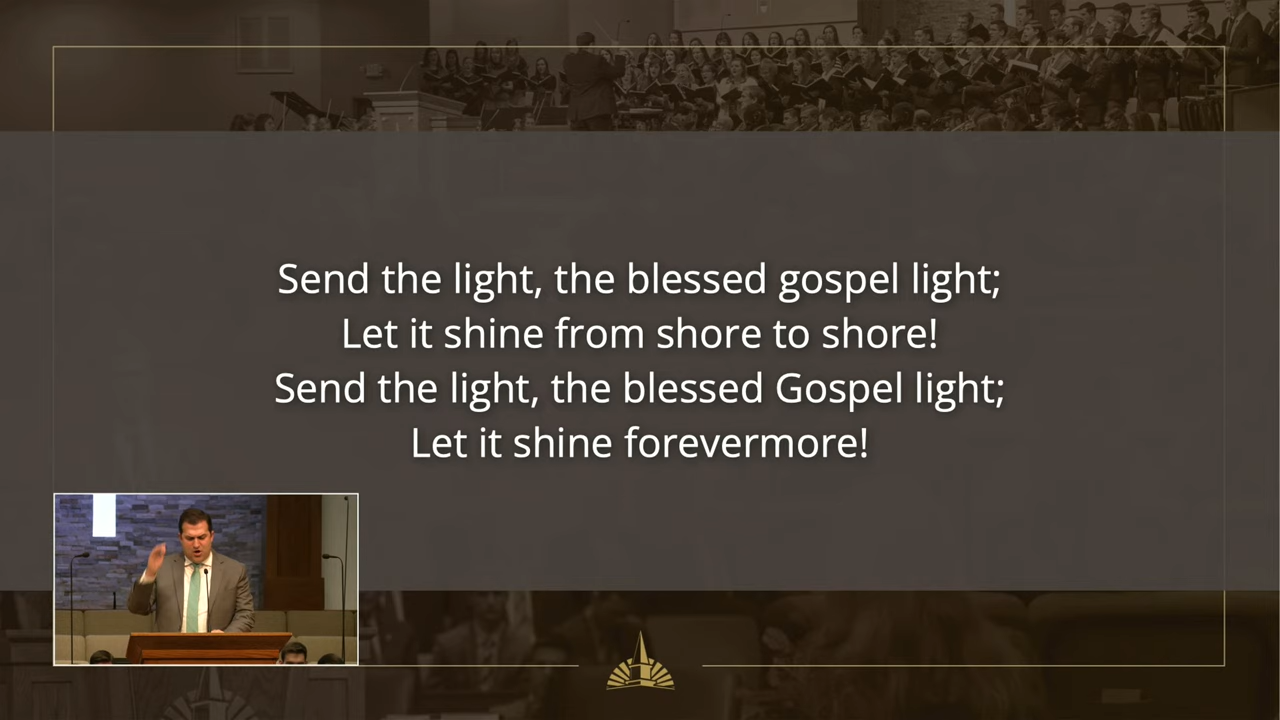 Send the light, the blessed gospel light;
Let it shine from shore to shore!
Send the light, the blessed Gospel light;
Let it shine forevermore!